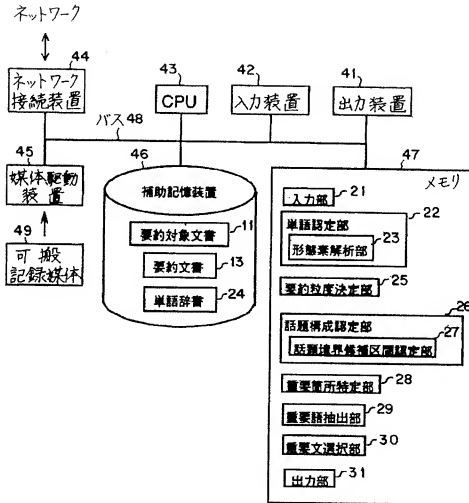 ネットワーク
44
ネットワーク
接続装置
43
CPU
42
入力装置
41
出力装置
バス 48
45
媒体駆動
装置
49
可搬
記録媒体
46
補助記憶装置
要約対象文書 11
要約文書 13
単語辞書 24
47
メモリ
入力部 21
22
単語認定部
23
形態素解析部
要約粒度決定部 25
26
話題構成認定部
27
話題境界候補区間認定部
重要箇所特定部 28
重要語抽出部 29
重要文選択部 30
出力部 31